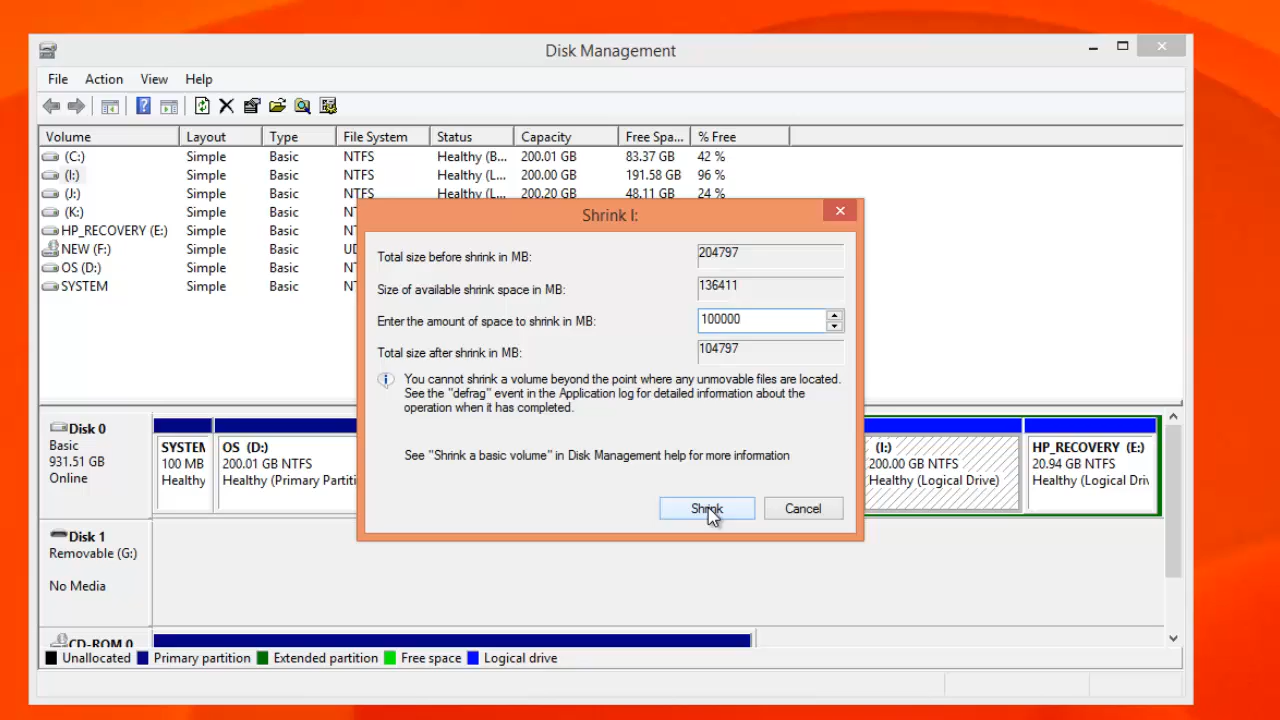 Disk Management
File Action View Help
Volume Layout Type File System Status Capacity Free Spa... % Free
(C:) Simple Basic NTFS Healthy (B... 200.01 GB 83.37 GB 42 %
(I:) Simple Basic NTFS Healthy (L... 200.00 GB 191.58 GB 96 %
(J:) Simple Basic NTFS Healthy (L... 200.20 GB 48.11 GB 24 %
(K:) Simple Basic
HP_RECOVERY (E:) Simple Basic
NEW (F:) Simple Basic
OS (D:) Simple Basic
SYSTEM Simple Basic
Shrink I:
Total size before shrink in MB: 204797
Size of available shrink space in MB: 136411
Enter the amount of space to shrink in MB: 100000
Total size after shrink in MB: 104797
You cannot shrink a volume beyond the point where any unmovable files are located.
See the "defrag" event in the Application log for detailed information about the
operation when it has completed.
See "Shrink a basic volume" in Disk Management help for more information
Shrink Cancel
Disk 0
Basic
931.51 GB
Online
SYSTEM
100 MB
Healthy
OS (D:)
200.01 GB NTFS
Healthy (Primary Partiti
(I:)
200.00 GB NTFS
Healthy (Logical Drive)
HP_RECOVERY (E:)
20.94 GB NTFS
Healthy (Logical Driv
Disk 1
Removable (G:)
No Media
CD-ROM 0
Unallocated Primary partition Extended partition Free space Logical drive